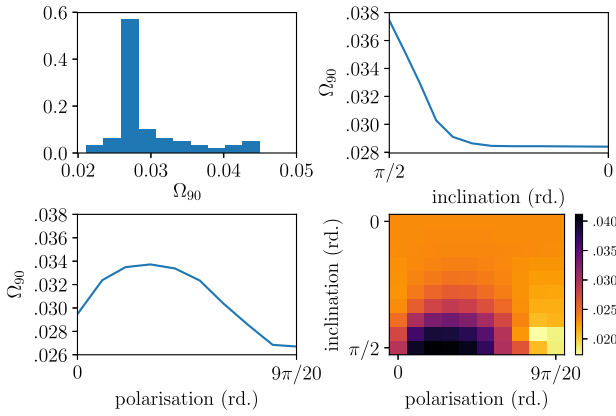 0.6
0.4
0.2
0.0
0.02
0.03
0.04
0.05
Ω90
.038
.036
.034
.032
.030
.028
Ω90
π/2
0
inclination (rd.)
.038
.036
.034
.032
.030
.028
.026
Ω90
0
9π/20
polarisation (rd.)
0
π/2
inclination (rd.)
0
9π/20
polarisation (rd.)
.040
.035
.030
.025
.020